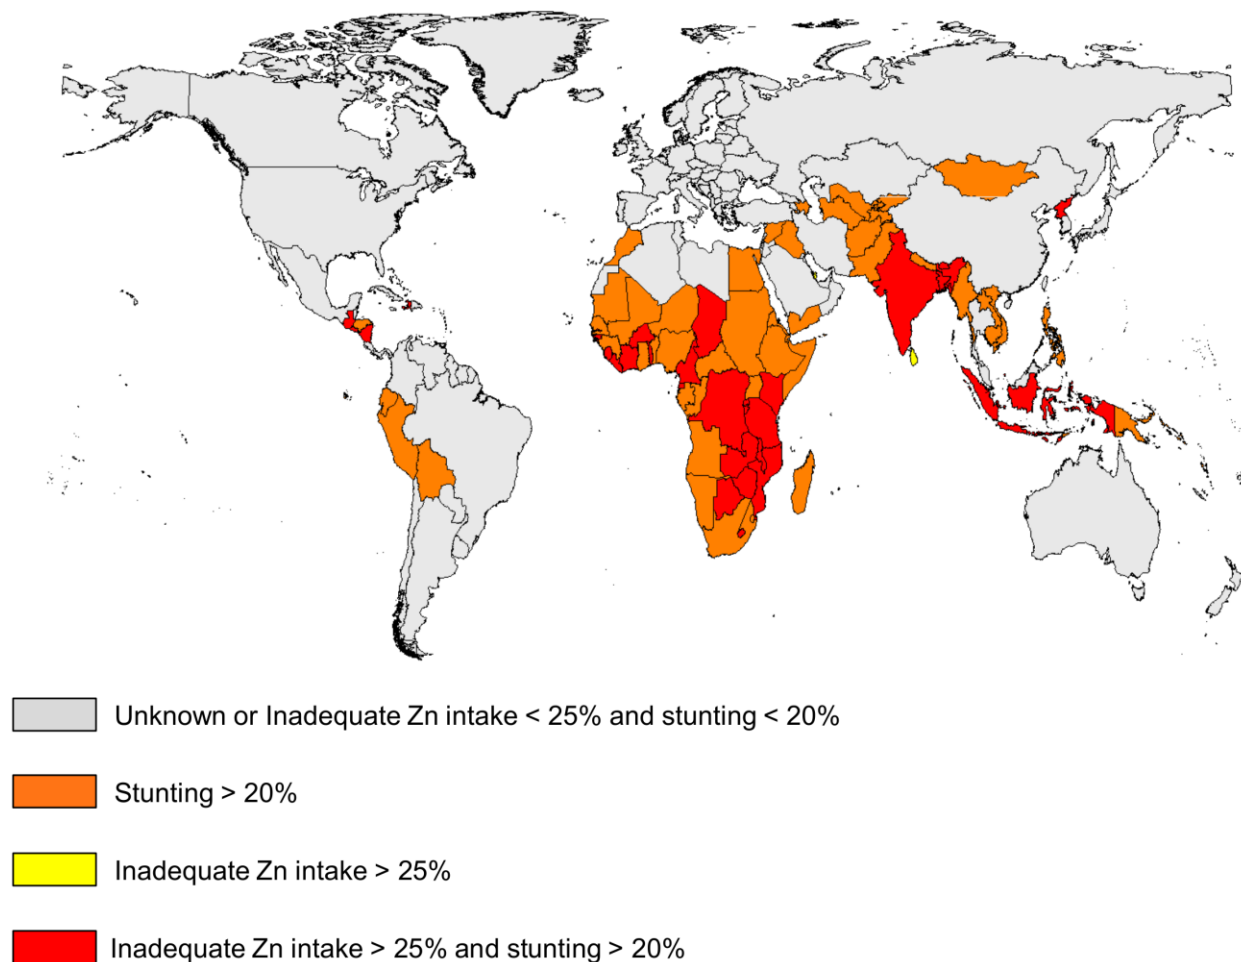 Unknown or Inadequate Zn intake < 25% and stunting < 20%
Stunting > 20%
Inadequate Zn intake > 25%
Inadequate Zn intake > 25% and stunting > 20%